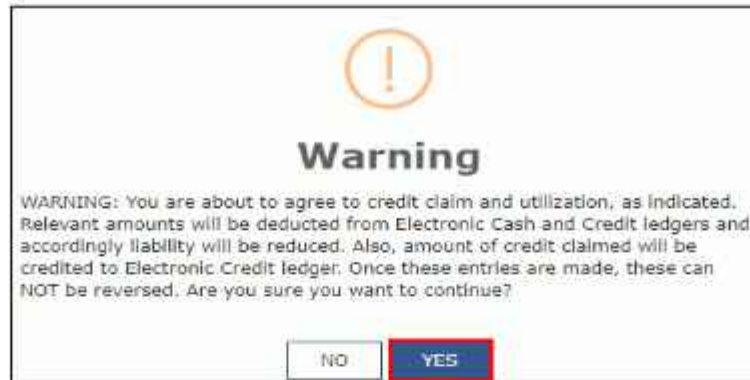 !
Warning
WARNING: You are about to agree to credit claim and utilization, as indicated.
Relevant amounts will be deducted from Electronic Cash and Credit ledgers and
accordingly liability will be reduced. Also, amount of credit claimed will be
credited to Electronic Credit ledger. Once these entries are made, these can
NOT be reversed. Are you sure you want to continue?
NO YES